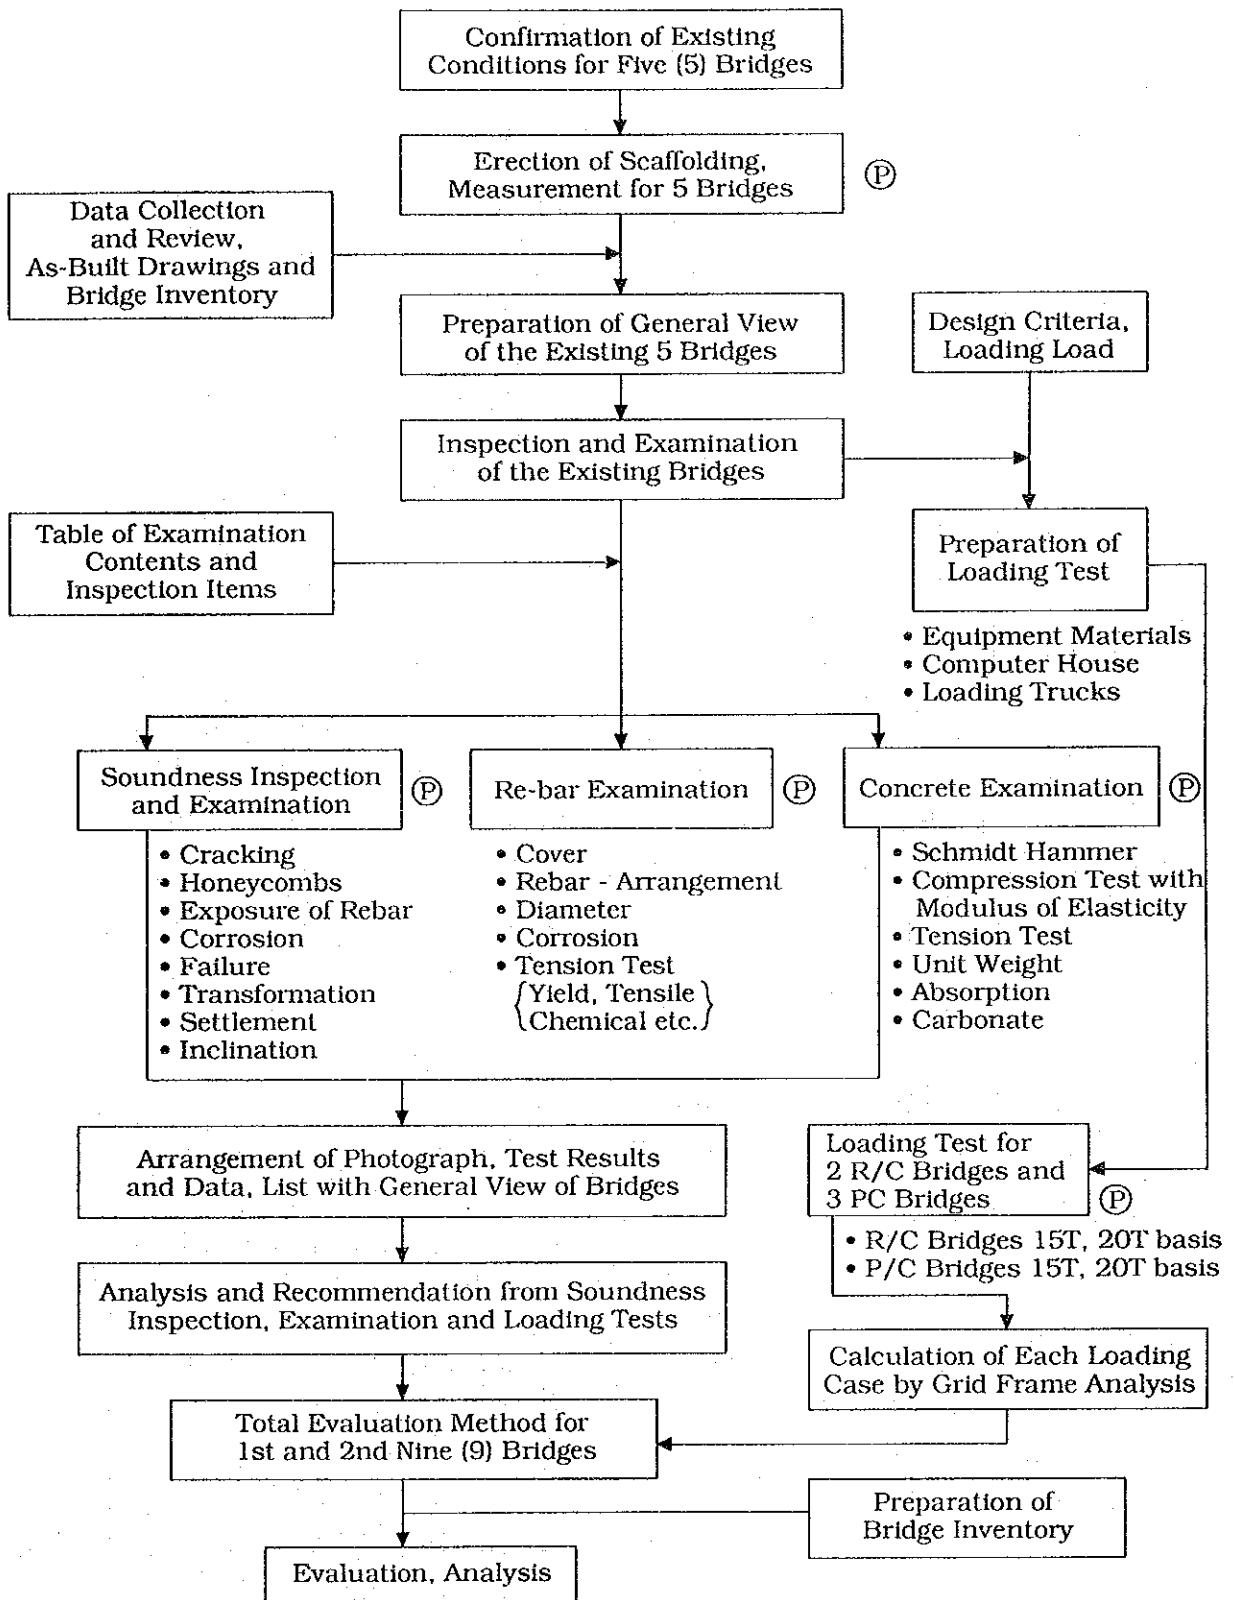 Confirmation of Existing
Conditions for Five (5) Bridges
Erection of Scaffolding,
Measurement for 5 Bridges
Ⓟ
Data Collection
and Review,
As-Built Drawings and
Bridge Inventory
Preparation of General View
of the Existing 5 Bridges
Design Criteria,
Loading Load
Inspection and Examination
of the Existing Bridges
Table of Examination
Contents and
Inspection Items
Preparation of
Loading Test
• Equipment Materials
• Computer House
• Loading Trucks
Soundness Inspection
and Examination
Ⓟ
• Cracking
• Honeycombs
• Exposure of Rebar
• Corrosion
• Failure
• Transformation
• Settlement
• Inclination
Re-bar Examination
Ⓟ
• Cover
• Rebar - Arrangement
• Diameter
• Corrosion
• Tension Test
{Yield, Tensile}
{Chemical etc.}
Concrete Examination
Ⓟ
• Schmidt Hammer
• Compression Test with
Modulus of Elasticity
• Tension Test
• Unit Weight
• Absorption
• Carbonate
Arrangement of Photograph, Test Results
and Data, List with General View of Bridges
Loading Test for
2 R/C Bridges and
3 PC Bridges
Ⓟ
• R/C Bridges 15T, 20T basis
• P/C Bridges 15T, 20T basis
Analysis and Recommendation from Soundness
Inspection, Examination and Loading Tests
Calculation of Each Loading
Case by Grid Frame Analysis
Total Evaluation Method for
1st and 2nd Nine (9) Bridges
Preparation of
Bridge Inventory
Evaluation, Analysis